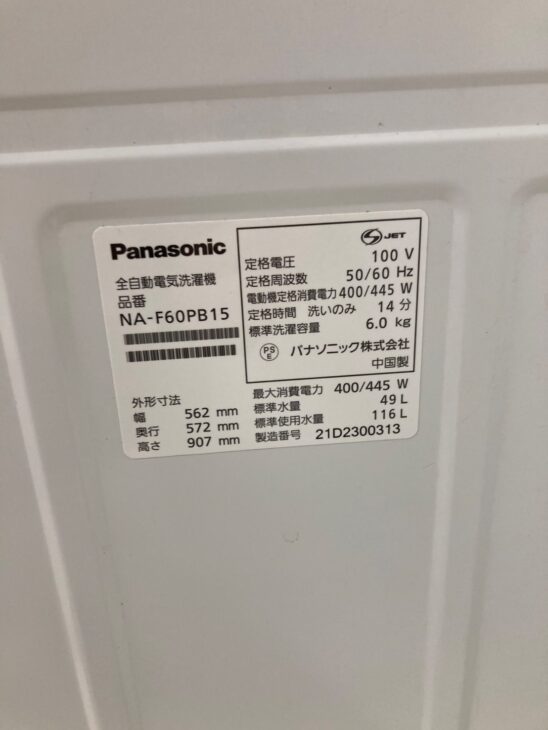 Panasonic
全自動電気洗濯機
品番
NA-F60PB15
外形寸法
幅 562 mm
奥行 572 mm
高さ 907 mm
S JET
定格電圧 100 V
定格周波数 50/60 Hz
電動機定格消費電力 400/445 W
定格時間 洗いのみ 14 分
標準洗濯容量 6.0 kg
PS E パナソニック株式会社
中国製
最大消費電力 400/445 W
標準水量 49 L
標準使用水量 116 L
製造番号 21D2300313